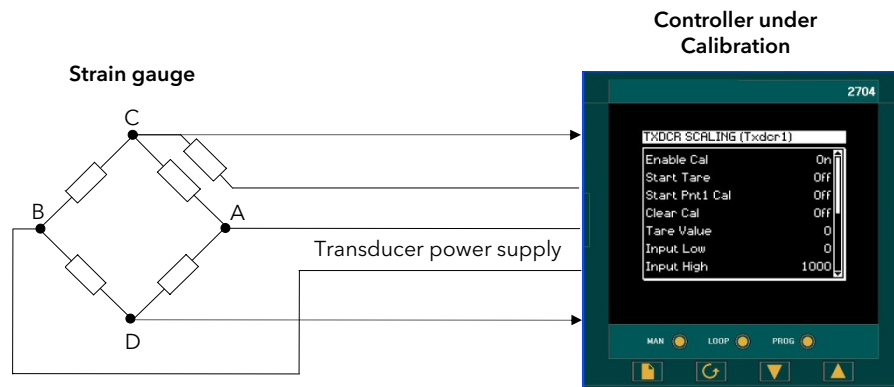 Controller under
Calibration
Strain gauge
2704
C
TXDCR SCALING (Txdcr1)
Enable Cal On
Start Tare Off
Start Pnt1 Cal Off
Clear Cal Off
Tare Value 0
Input Low 0
Input High 1000
B
A
Transducer power supply
D
MAN LOOP PROG